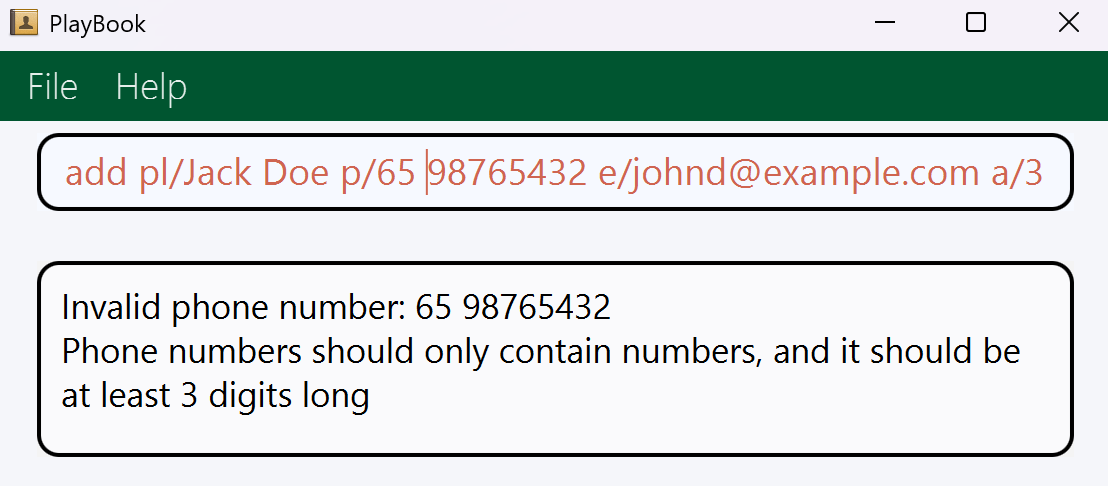 PlayBook
File Help
add pl/Jack Doe p/65 98765432 e/johnd@example.com a/3
Invalid phone number: 65 98765432
Phone numbers should only contain numbers, and it should be
at least 3 digits long